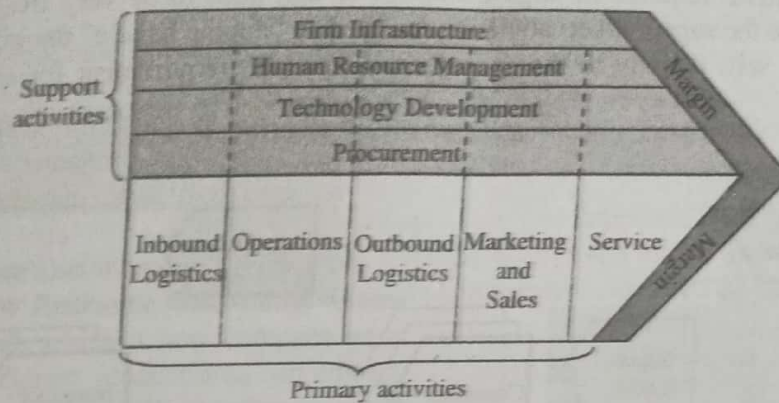 Firm Infrastructure
Human Resource Management
Support
activities
Technology Development
Procurement
Margin
Inbound
Logistics
Operations
Outbound
Logistics
Marketing
and
Sales
Service
Margin
Primary activities